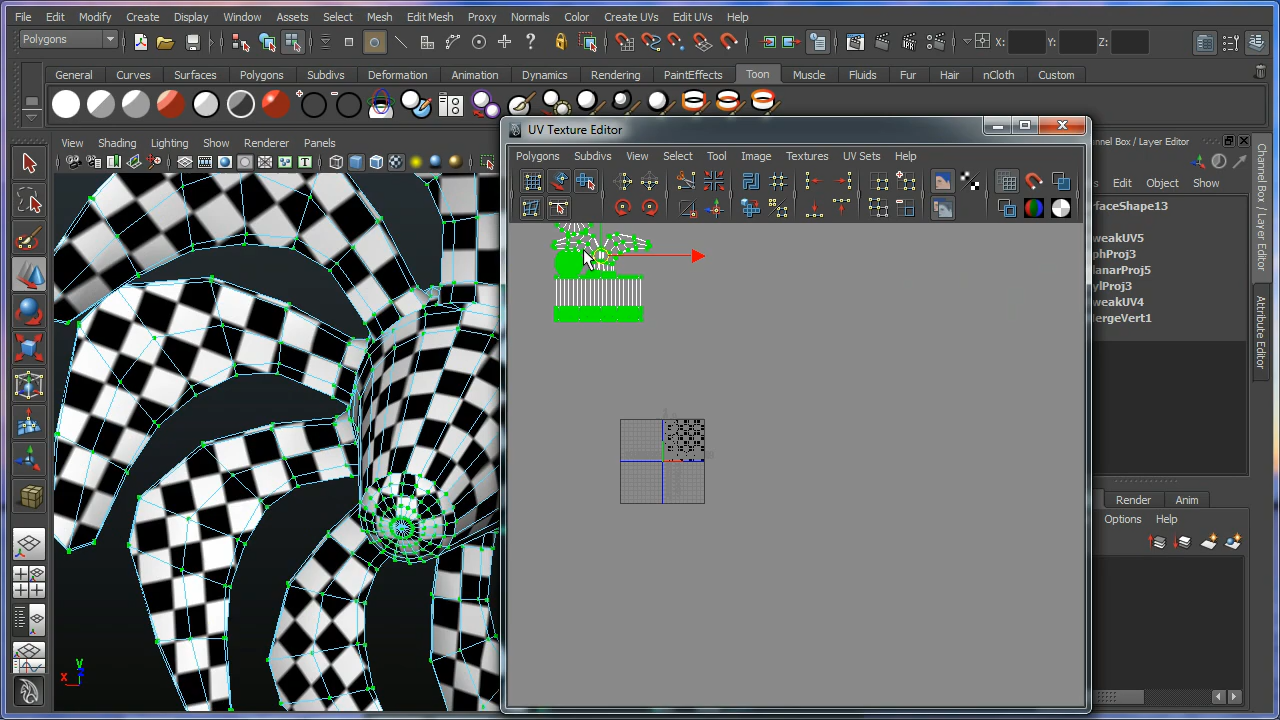 File Edit Modify Create Display Window Assets Select Mesh Edit Mesh Proxy Normals Color Create UVs Edit UVs Help
Polygons X: Y: Z:
General Curves Surfaces Polygons Subdivs Deformation Animation Dynamics Rendering PaintEffects Toon Muscle Fluids Fur Hair nCloth Custom
UV Texture Editor
View Shading Lighting Show Renderer Panels
Polygons Subdivs View Select Tool Image Textures UV Sets Help
nnel Box / Layer Editor
s Edit Object Show
rfaceShape13
weakUV5
phProj3
lanarProj5
ylProj3
weakUV4
ergeVert1
Channel Box / Layer Editor
Attribute Editor
Render Anim
Options Help
y
x z